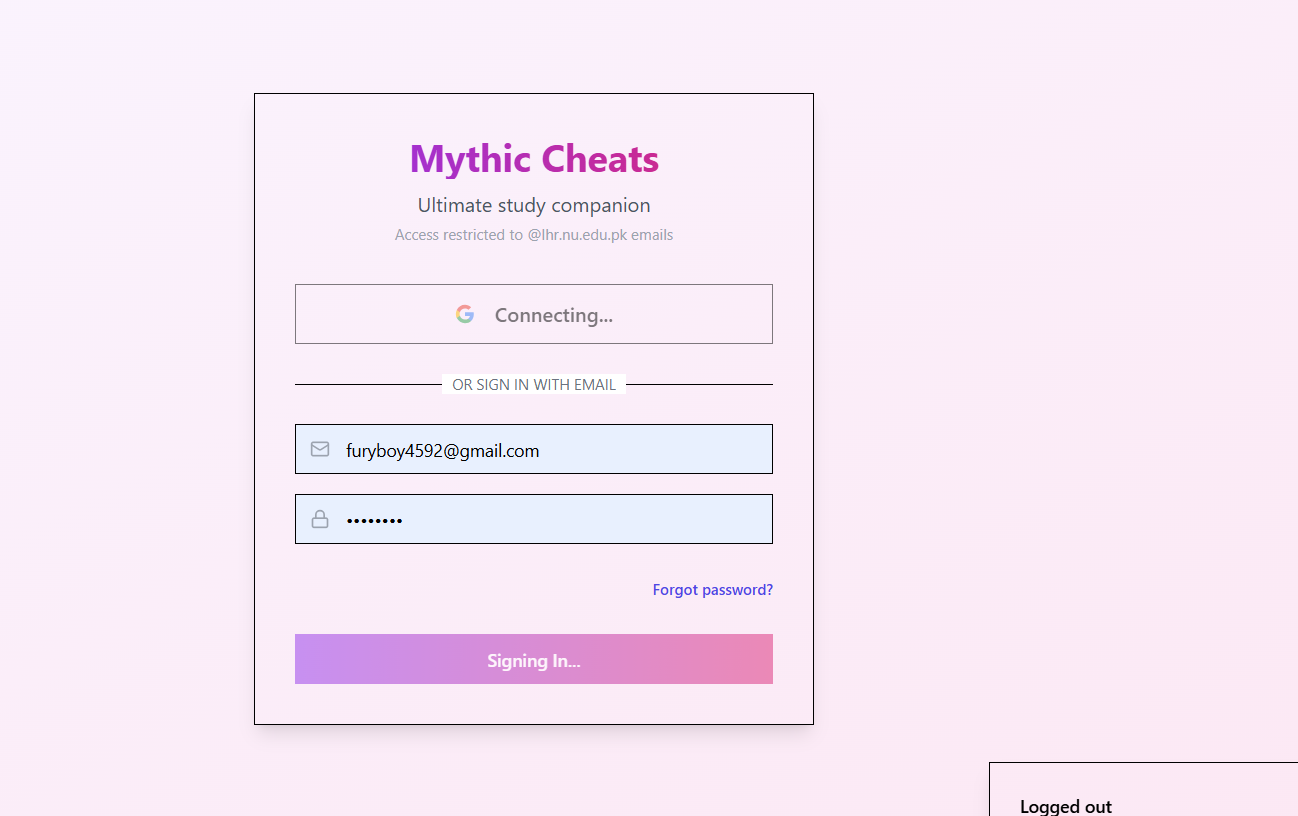 Mythic Cheats
Ultimate study companion
Access restricted to @lhr.nu.edu.pk emails
Connecting...
OR SIGN IN WITH EMAIL
furyboy4592@gmail.com
••••••••
Forgot password?
Signing In...
Logged out